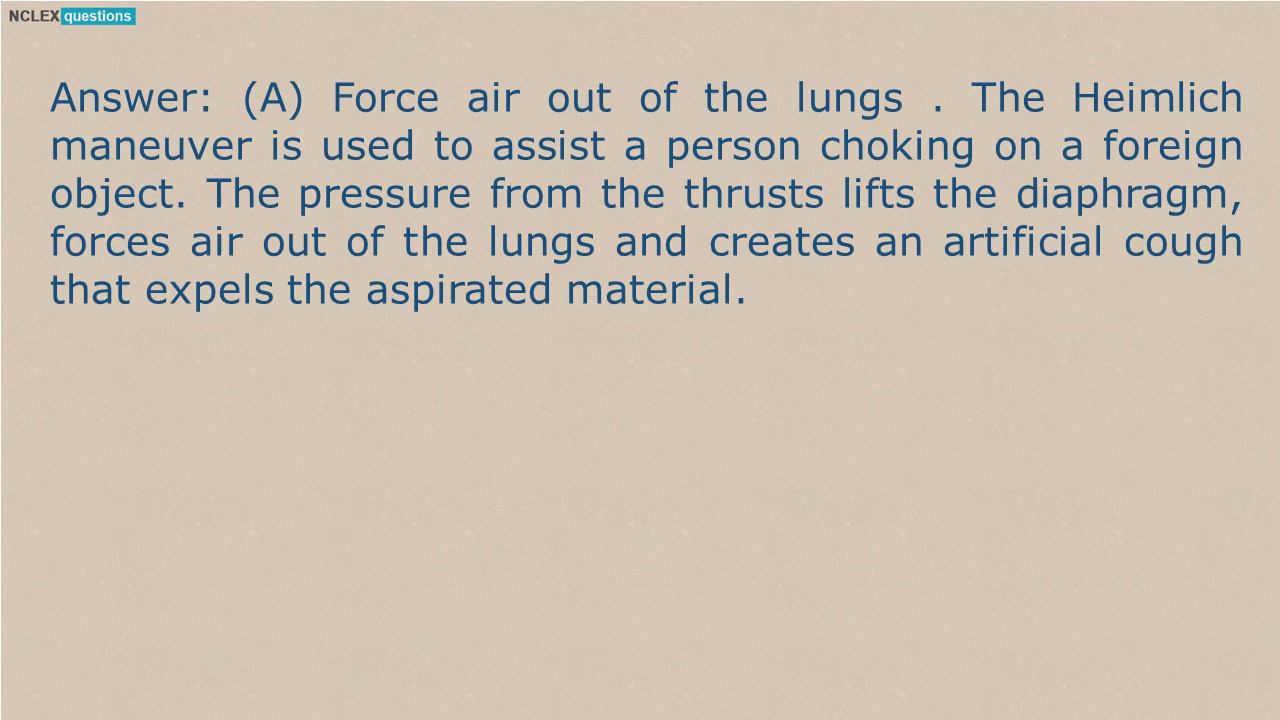 NCLEX questions
Answer: (A) Force air out of the lungs . The Heimlich
maneuver is used to assist a person choking on a foreign
object. The pressure from the thrusts lifts the diaphragm,
forces air out of the lungs and creates an artificial cough
that expels the aspirated material.